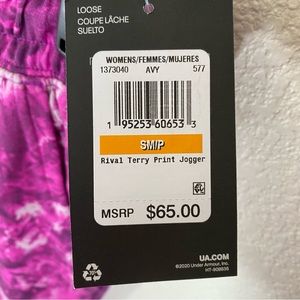 LOOSE
COUPE LÂCHE
SUELTO
WOMENS/FEMMES/MUJERES
1373040 AVY 577
1 95253 60653 3
SM/P
Rival Terry Print Jogger
MSRP $65.00
UA.COM
©2020 Under Armour, Inc.